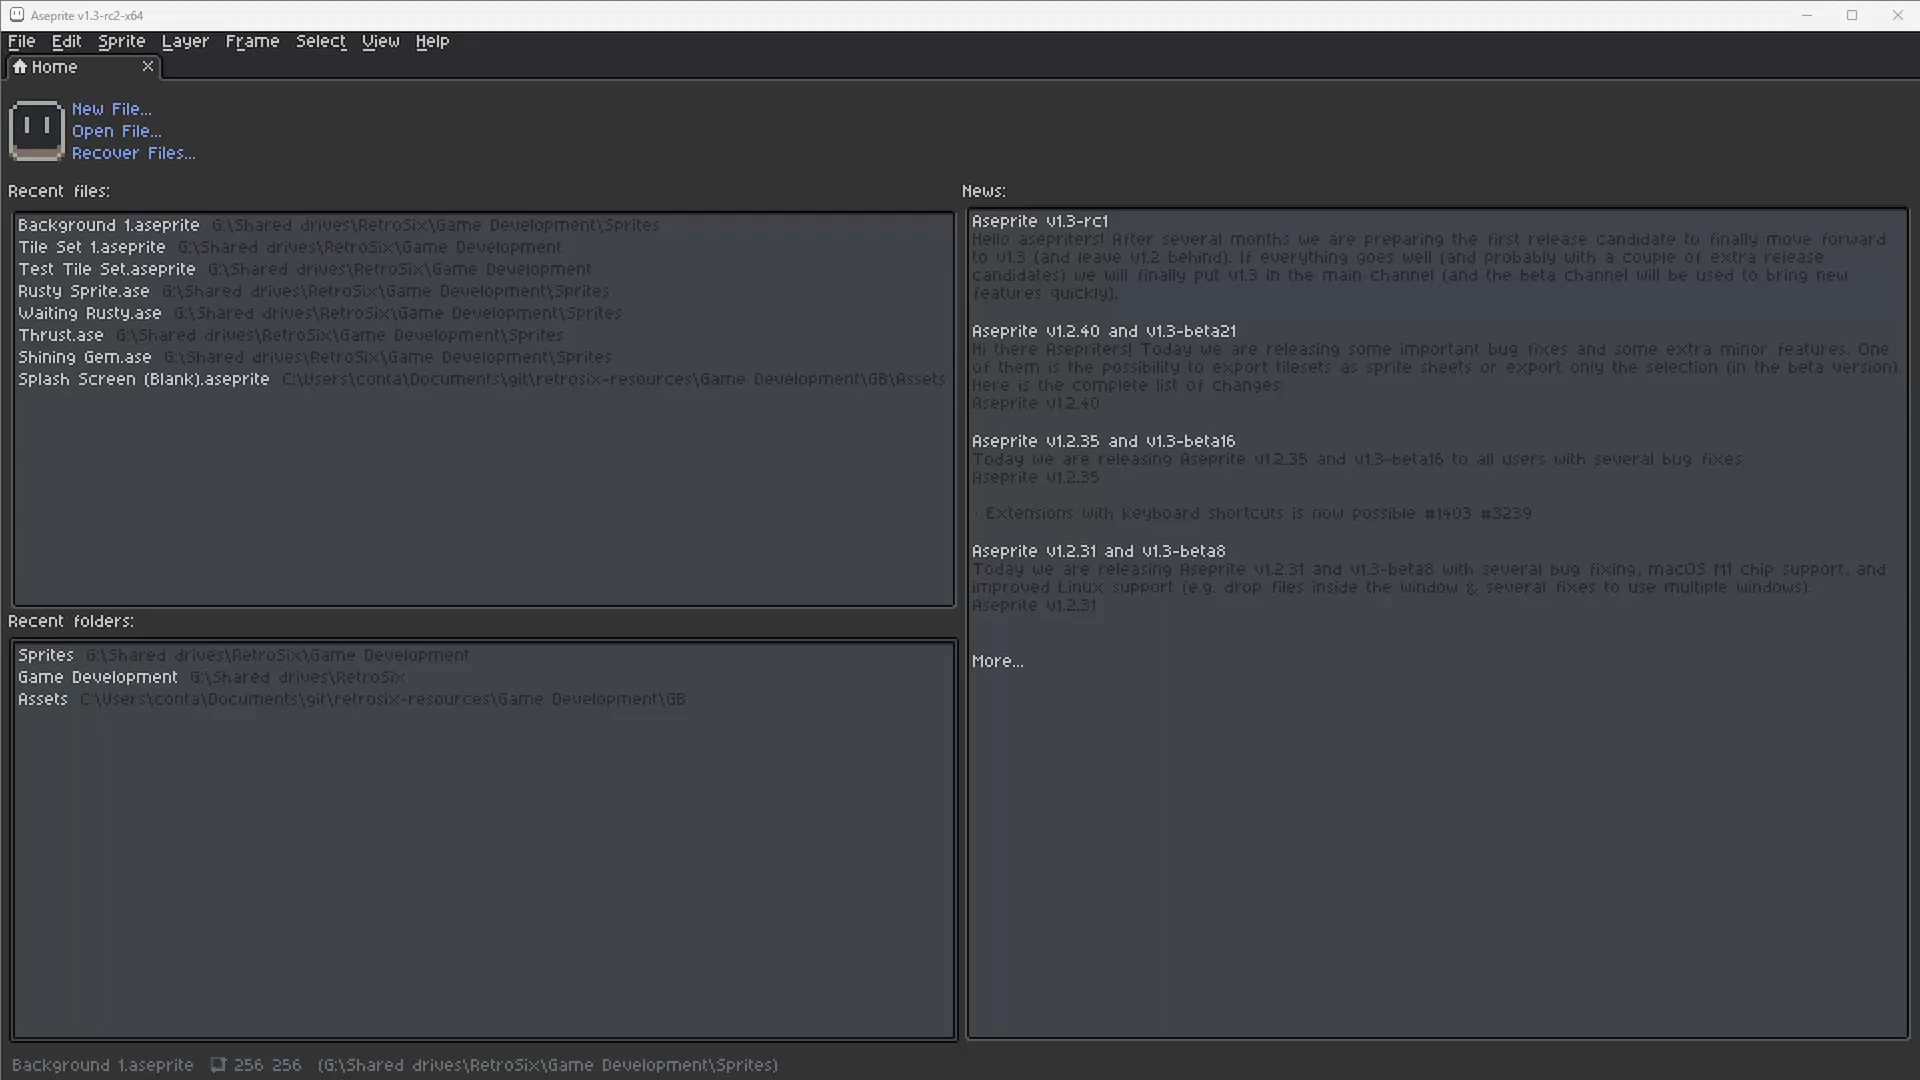 Aseprite v1.3-rc2-x64
File Edit Sprite Layer Frame Select View Help
Home
New File...
Open File...
Recover Files...
Recent files:
Background 1.aseprite G:\Shared drives\RetroSix\Game Development\Sprites
Tile Set 1.aseprite G:\Shared drives\RetroSix\Game Development
Test Tile Set.aseprite G:\Shared drives\RetroSix\Game Development
Rusty Sprite.ase G:\Shared drives\RetroSix\Game Development\Sprites
Waiting Rusty.ase G:\Shared drives\RetroSix\Game Development\Sprites
Thrust.ase G:\Shared drives\RetroSix\Game Development\Sprites
Shining Gem.ase G:\Shared drives\RetroSix\Game Development\Sprites
Splash Screen (Blank).aseprite C:\Users\conta\Documents\git\retrosix-resources\Game Development\GB\Assets
Recent folders:
Sprites G:\Shared drives\RetroSix\Game Development
Game Development G:\Shared drives\RetroSix
Assets C:\Users\conta\Documents\git\retrosix-resources\Game Development\GB
News:
Aseprite v1.3-rc1
Hello asepriters! After several months we are preparing the first release candidate to finally move forward
to v1.3 (and leave v1.2 behind). If everything goes well (and probably with a couple of extra release
candidates) we will finally put v1.3 in the main channel (and the beta channel will be used to bring new
features quickly).
Aseprite v1.2.40 and v1.3-beta21
Hi there Asepriters! Today we are releasing some important bug fixes and some extra minor features. One
of them is the possibility to export tilesets as sprite sheets or export only the selection (in the beta version).
Here is the complete list of changes:
Aseprite v1.2.40
Aseprite v1.2.35 and v1.3-beta16
Today we are releasing Aseprite v1.2.35 and v1.3-beta16 to all users with several bug fixes.
Aseprite v1.2.35
· Extensions with keyboard shortcuts is now possible #1403 #3239
Aseprite v1.2.31 and v1.3-beta8
Today we are releasing Aseprite v1.2.31 and v1.3-beta8 with several bug fixing, macOS M1 chip support, and
improved Linux support (e.g. drop files inside the window & several fixes to use multiple windows).
Aseprite v1.2.31
More...
Background 1.aseprite 256 256 (G:\Shared drives\RetroSix\Game Development\Sprites)